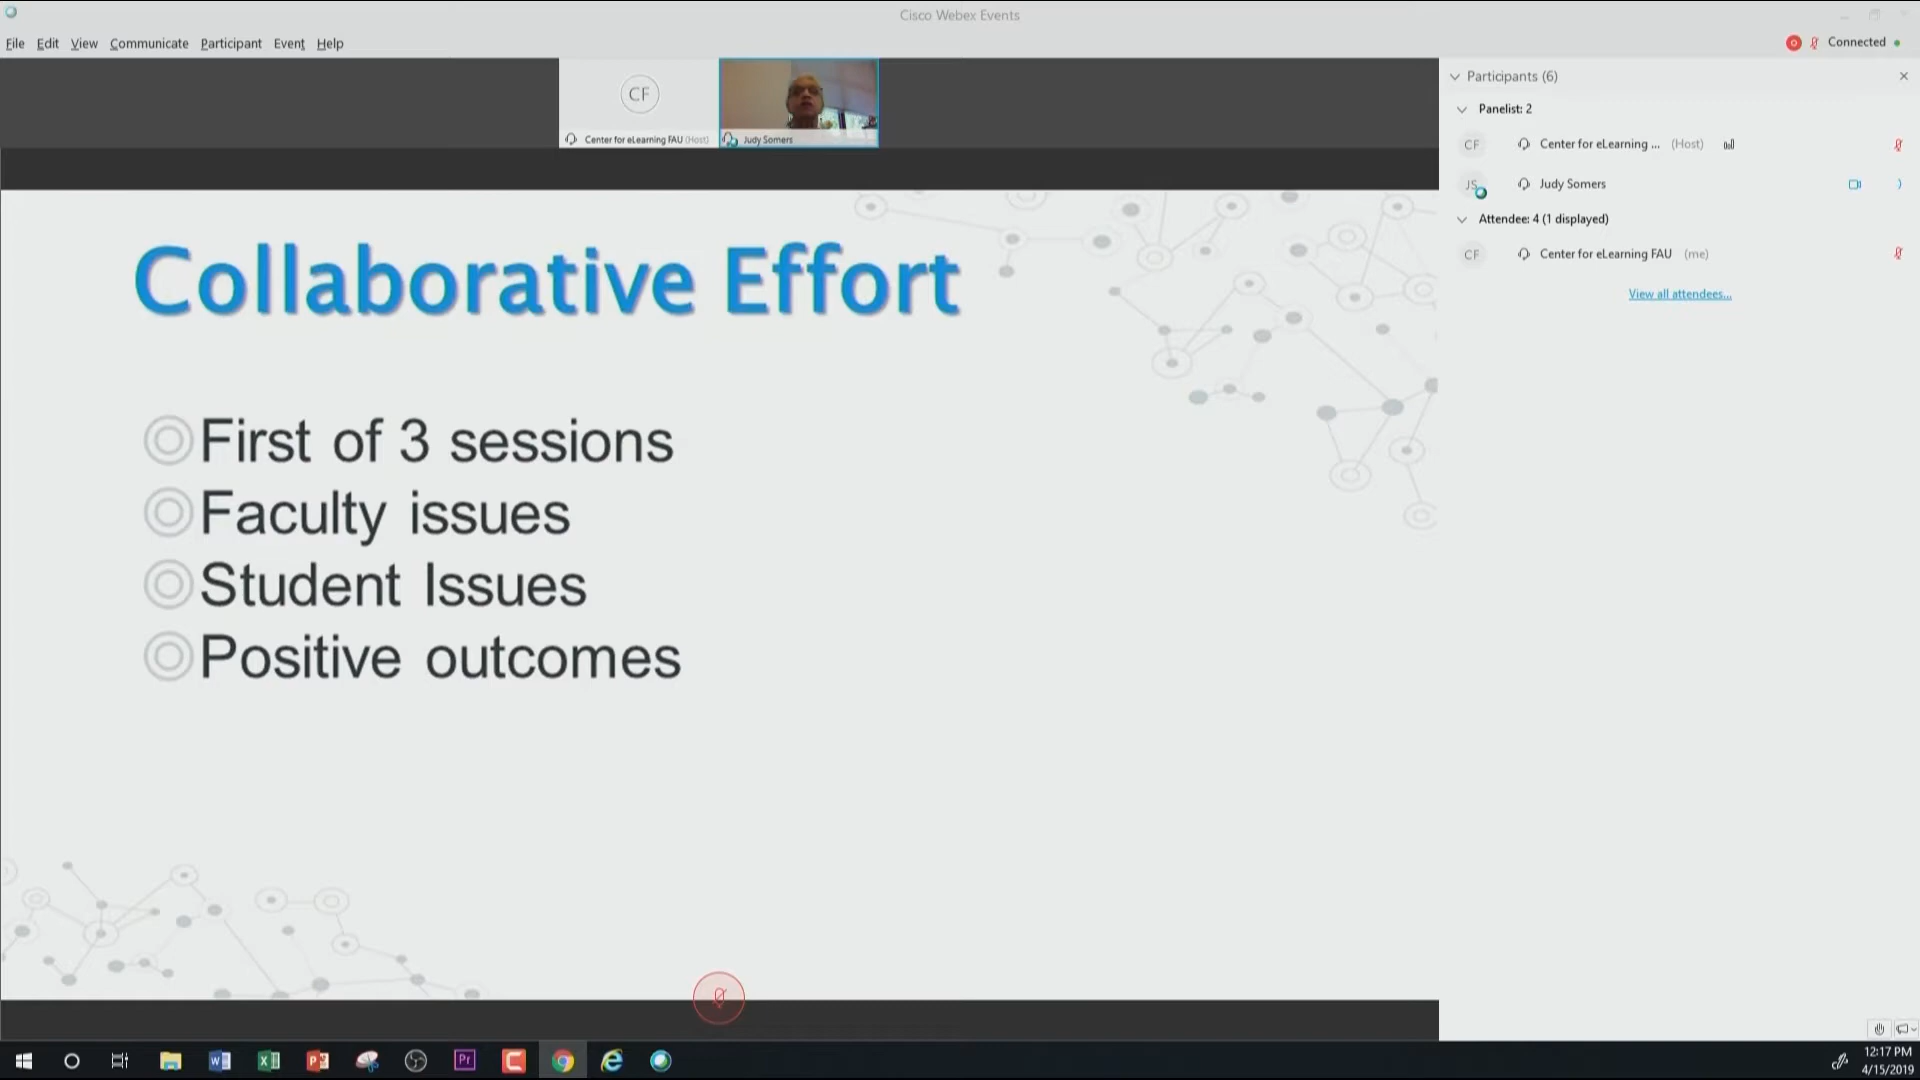 Cisco Webex Events
File Edit View Communicate Participant Event Help
Connected
CF
Center for eLearning FAU (Host)
Judy Somers
Participants (6)
Panelist: 2
CF Center for eLearning ... (Host)
JS Judy Somers
Attendee: 4 (1 displayed)
CF Center for eLearning FAU (me)
View all attendees...
Collaborative Effort
First of 3 sessions
Faculty issues
Student Issues
Positive outcomes
Pr
12:17 PM
4/15/2019